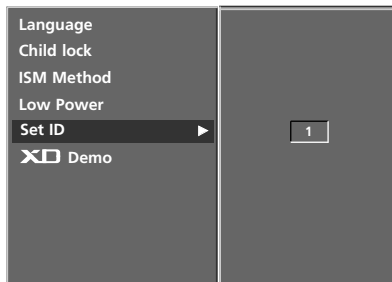 Language
Child lock
ISM Method
Low Power
Set ID ▶
1
XD Demo